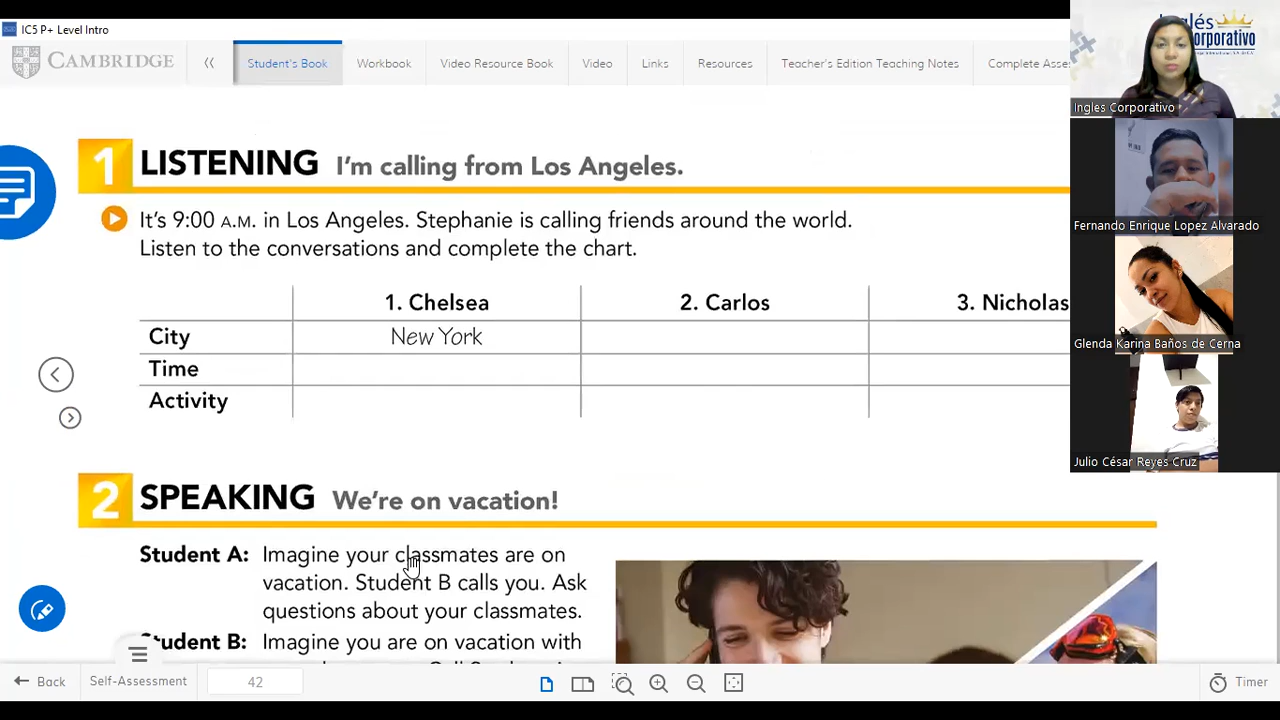 IC5 P+ Level Intro
CAMBRIDGE
Student's Book
Workbook
Video Resource Book
Video
Links
Resources
Teacher's Edition Teaching Notes
Complete Asse
1 LISTENING I'm calling from Los Angeles.
It's 9:00 A.M. in Los Angeles. Stephanie is calling friends around the world.
Listen to the conversations and complete the chart.
1. Chelsea 2. Carlos 3. Nicholas
City New York
Time
Activity
2 SPEAKING We're on vacation!
Student A: Imagine your classmates are on
vacation. Student B calls you. Ask
questions about your classmates.
Student B: Imagine you are on vacation with
Back
Self-Assessment
42
Timer
Inglés
Corporativo
Ingles Corporativo
Fernando Enrique Lopez Alvarado
Glenda Karina Baños de Cerna
Julio César Reyes Cruz